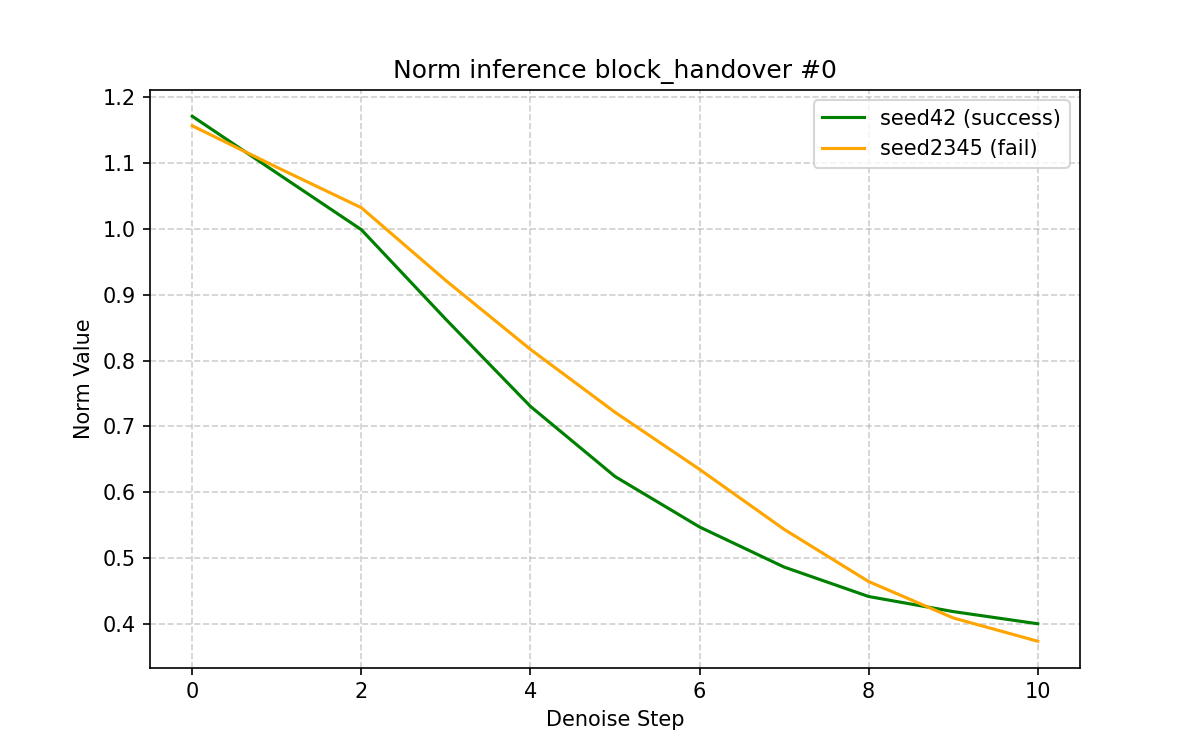 Norm inference block_handover #0
seed42 (success)
seed2345 (fail)
Norm Value
1.2
1.1
1.0
0.9
0.8
0.7
0.6
0.5
0.4
0 2 4 6 8 10
Denoise Step